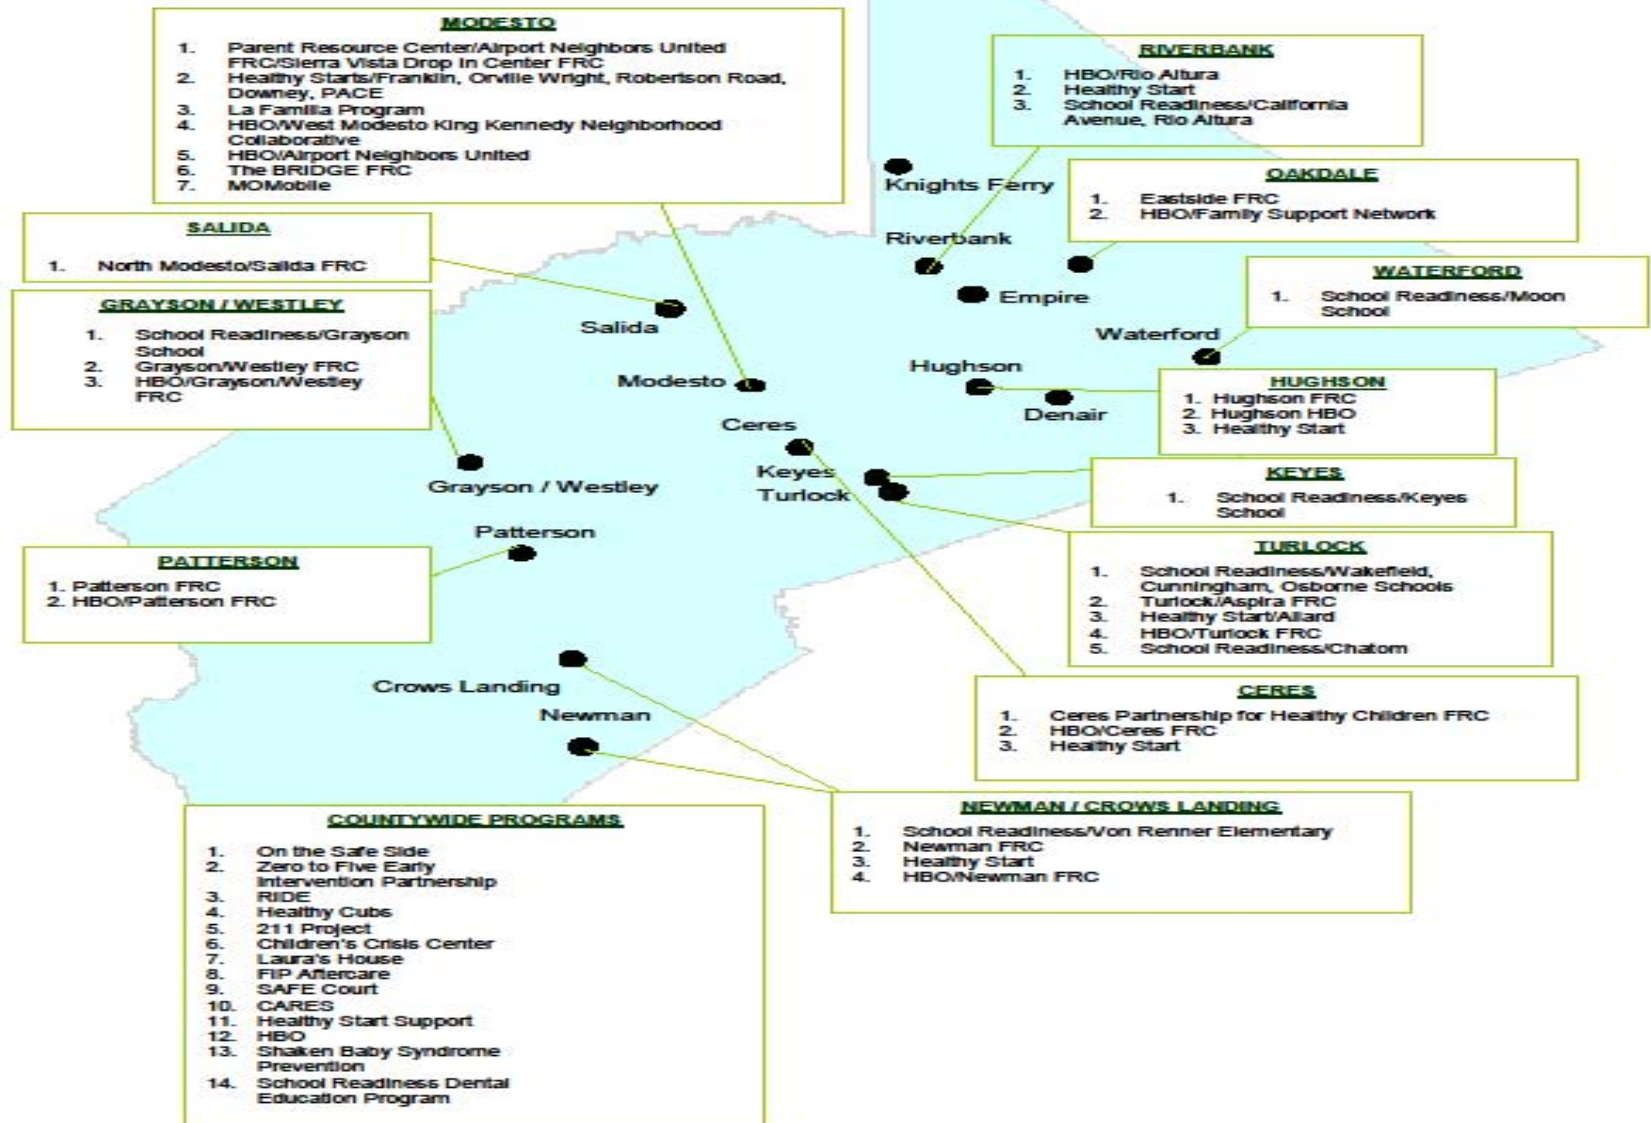 MODESTO
1. Parent Resource Center/Airport Neighbors United
FRC/Sierra Vista Drop In Center FRC
2. Healthy Starts/Franklin, Orville Wright, Robertson Road,
Downey, PACE
3. La Familia Program
4. HBO/West Modesto King Kennedy Neighborhood
Collaborative
5. HBO/Airport Neighbors United
6. The BRIDGE FRC
7. MOMobile
RIVERBANK
1. HBO/Rio Altura
2. Healthy Start
3. School Readiness/California
Avenue, Rio Altura
Knights Ferry
OAKDALE
1. Eastside FRC
2. HBO/Family Support Network
SALIDA
1. North Modesto/Salida FRC
Riverbank
Empire
WATERFORD
1. School Readiness/Moon
School
GRAYSON / WESTLEY
1. School Readiness/Grayson
School
2. Grayson/Westley FRC
3. HBO/Grayson/Westley
FRC
Salida
Waterford
Modesto
Hughson
Denair
HUGHSON
1. Hughson FRC
2. Hughson HBO
3. Healthy Start
Ceres
Keyes
Turlock
Grayson / Westley
KEYES
1. School Readiness/Keyes
School
Patterson
PATTERSON
1. Patterson FRC
2. HBO/Patterson FRC
TURLOCK
1. School Readiness/Wakefield,
Cunningham, Osborne Schools
2. Turlock/Aspira FRC
3. Healthy Start/Allard
4. HBO/Turlock FRC
5. School Readiness/Chatom
Crows Landing
Newman
CERES
1. Ceres Partnership for Healthy Children FRC
2. HBO/Ceres FRC
3. Healthy Start
NEWMAN / CROWS LANDING
1. School Readiness/Von Renner Elementary
2. Newman FRC
3. Healthy Start
4. HBO/Newman FRC
COUNTYWIDE PROGRAMS
1. On the Safe Side
2. Zero to Five Early
Intervention Partnership
3. RIDE
4. Healthy Cubs
5. 211 Project
6. Children's Crisis Center
7. Laura's House
8. FIP Aftercare
9. SAFE Court
10. CARES
11. Healthy Start Support
12. HBO
13. Shaken Baby Syndrome
Prevention
14. School Readiness Dental
Education Program